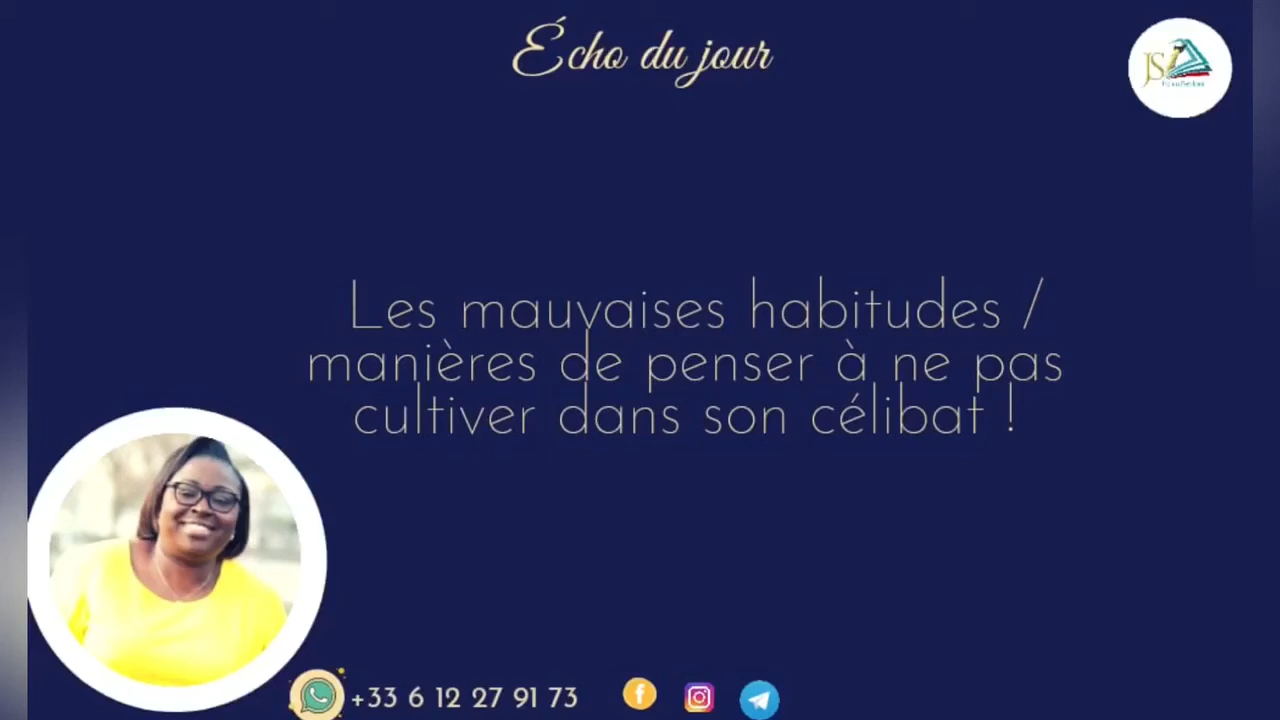 Écho du jour
JS
Les mauvaises habitudes /
manières de penser à ne pas
cultiver dans son célibat !
+33 6 12 27 91 73